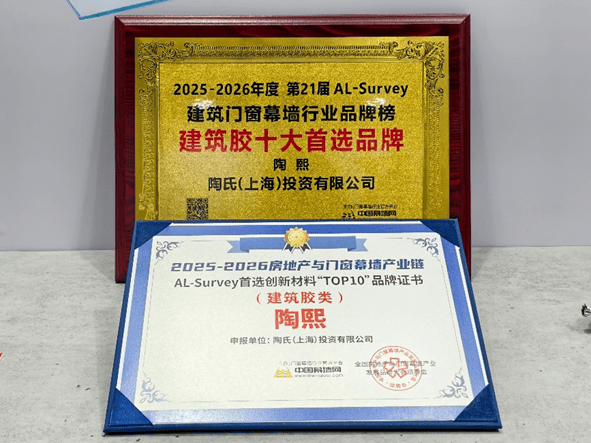 2025-2026年度 第21届 AL-Survey
建筑门窗幕墙行业品牌榜
建筑胶十大首选品牌
陶熙
陶氏(上海)投资有限公司
中国幕墙网
2025-2026房地产与门窗幕墙产业链
AL-Survey首选创新材料“TOP10”品牌证书
(建筑胶类)
陶熙
申报单位:陶氏(上海)投资有限公司
中国幕墙网